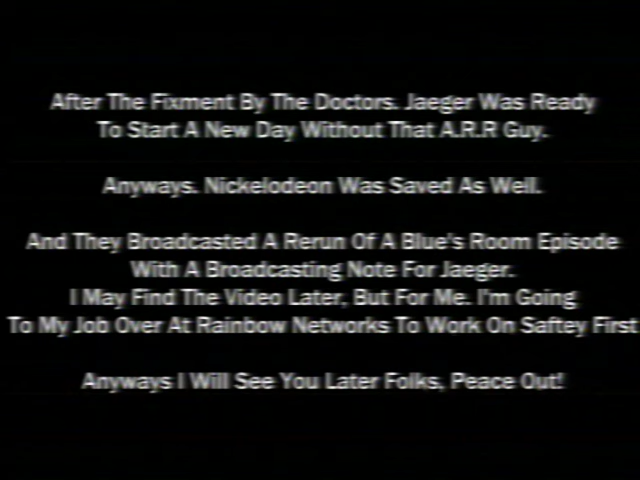 After The Fixment By The Doctors. Jaeger Was Ready
To Start A New Day Without That A.R.R Guy.
Anyways. Nickelodeon Was Saved As Well.
And They Broadcasted A Rerun Of A Blue's Room Episode
With A Broadcasting Note For Jaeger.
I May Find The Video Later, But For Me. I'm Going
To My Job Over At Rainbow Networks To Work On Saftey First
Anyways I Will See You Later Folks, Peace Out!